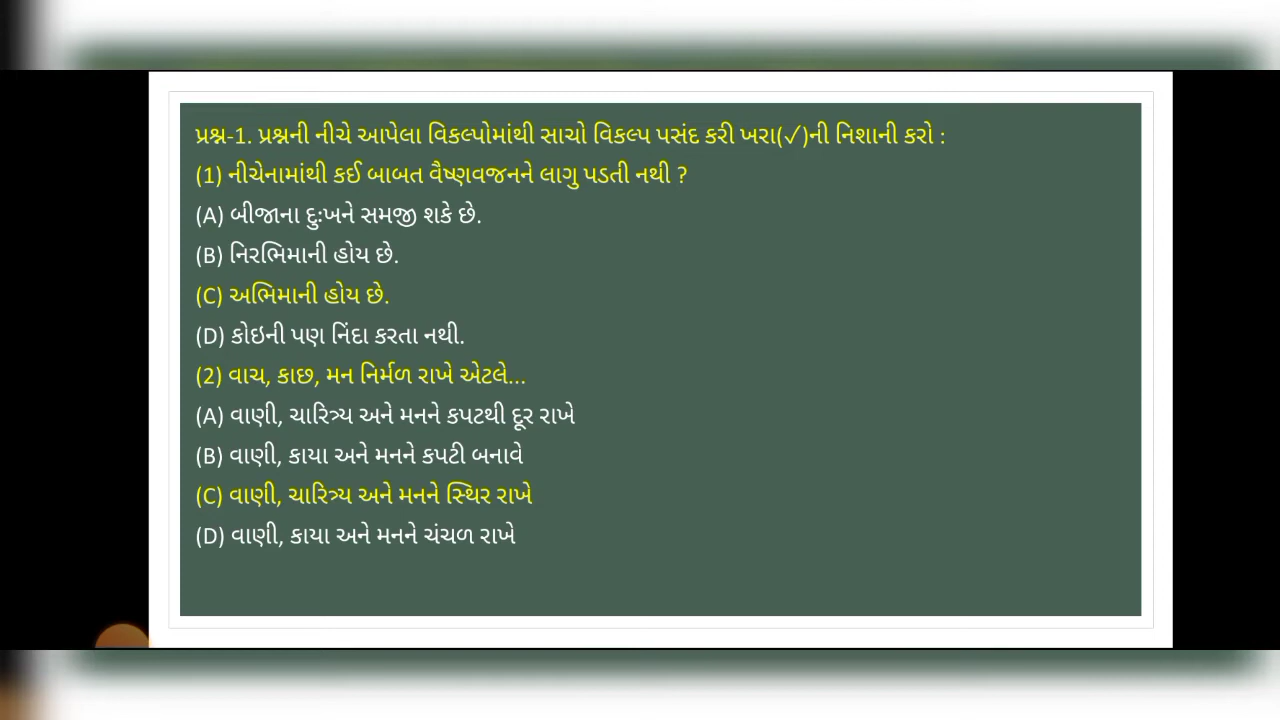 પ્રશ્ન-1. પ્રશ્નની નીચે આપેલા વિકલ્પોમાંથી સાચો વિકલ્પ પસંદ કરી ખરા(✓)ની નિશાની કરો :
(1) નીચેનામાંથી કઈ બાબત વૈષ્ણવજનને લાગુ પડતી નથી ?
(A) બીજાના દુઃખને સમજી શકે છે.
(B) નિરભિમાની હોય છે.
(C) અભિમાની હોય છે.
(D) કોઇની પણ નિંદા કરતા નથી.
(2) વાચ, કાછ, મન નિર્મળ રાખે એટલે...
(A) વાણી, ચારિત્ર્ય અને મનને કપટથી દૂર રાખે
(B) વાણી, કાયા અને મનને કપટી બનાવે
(C) વાણી, ચારિત્ર્ય અને મનને સ્થિર રાખે
(D) વાણી, કાયા અને મનને ચંચળ રાખે